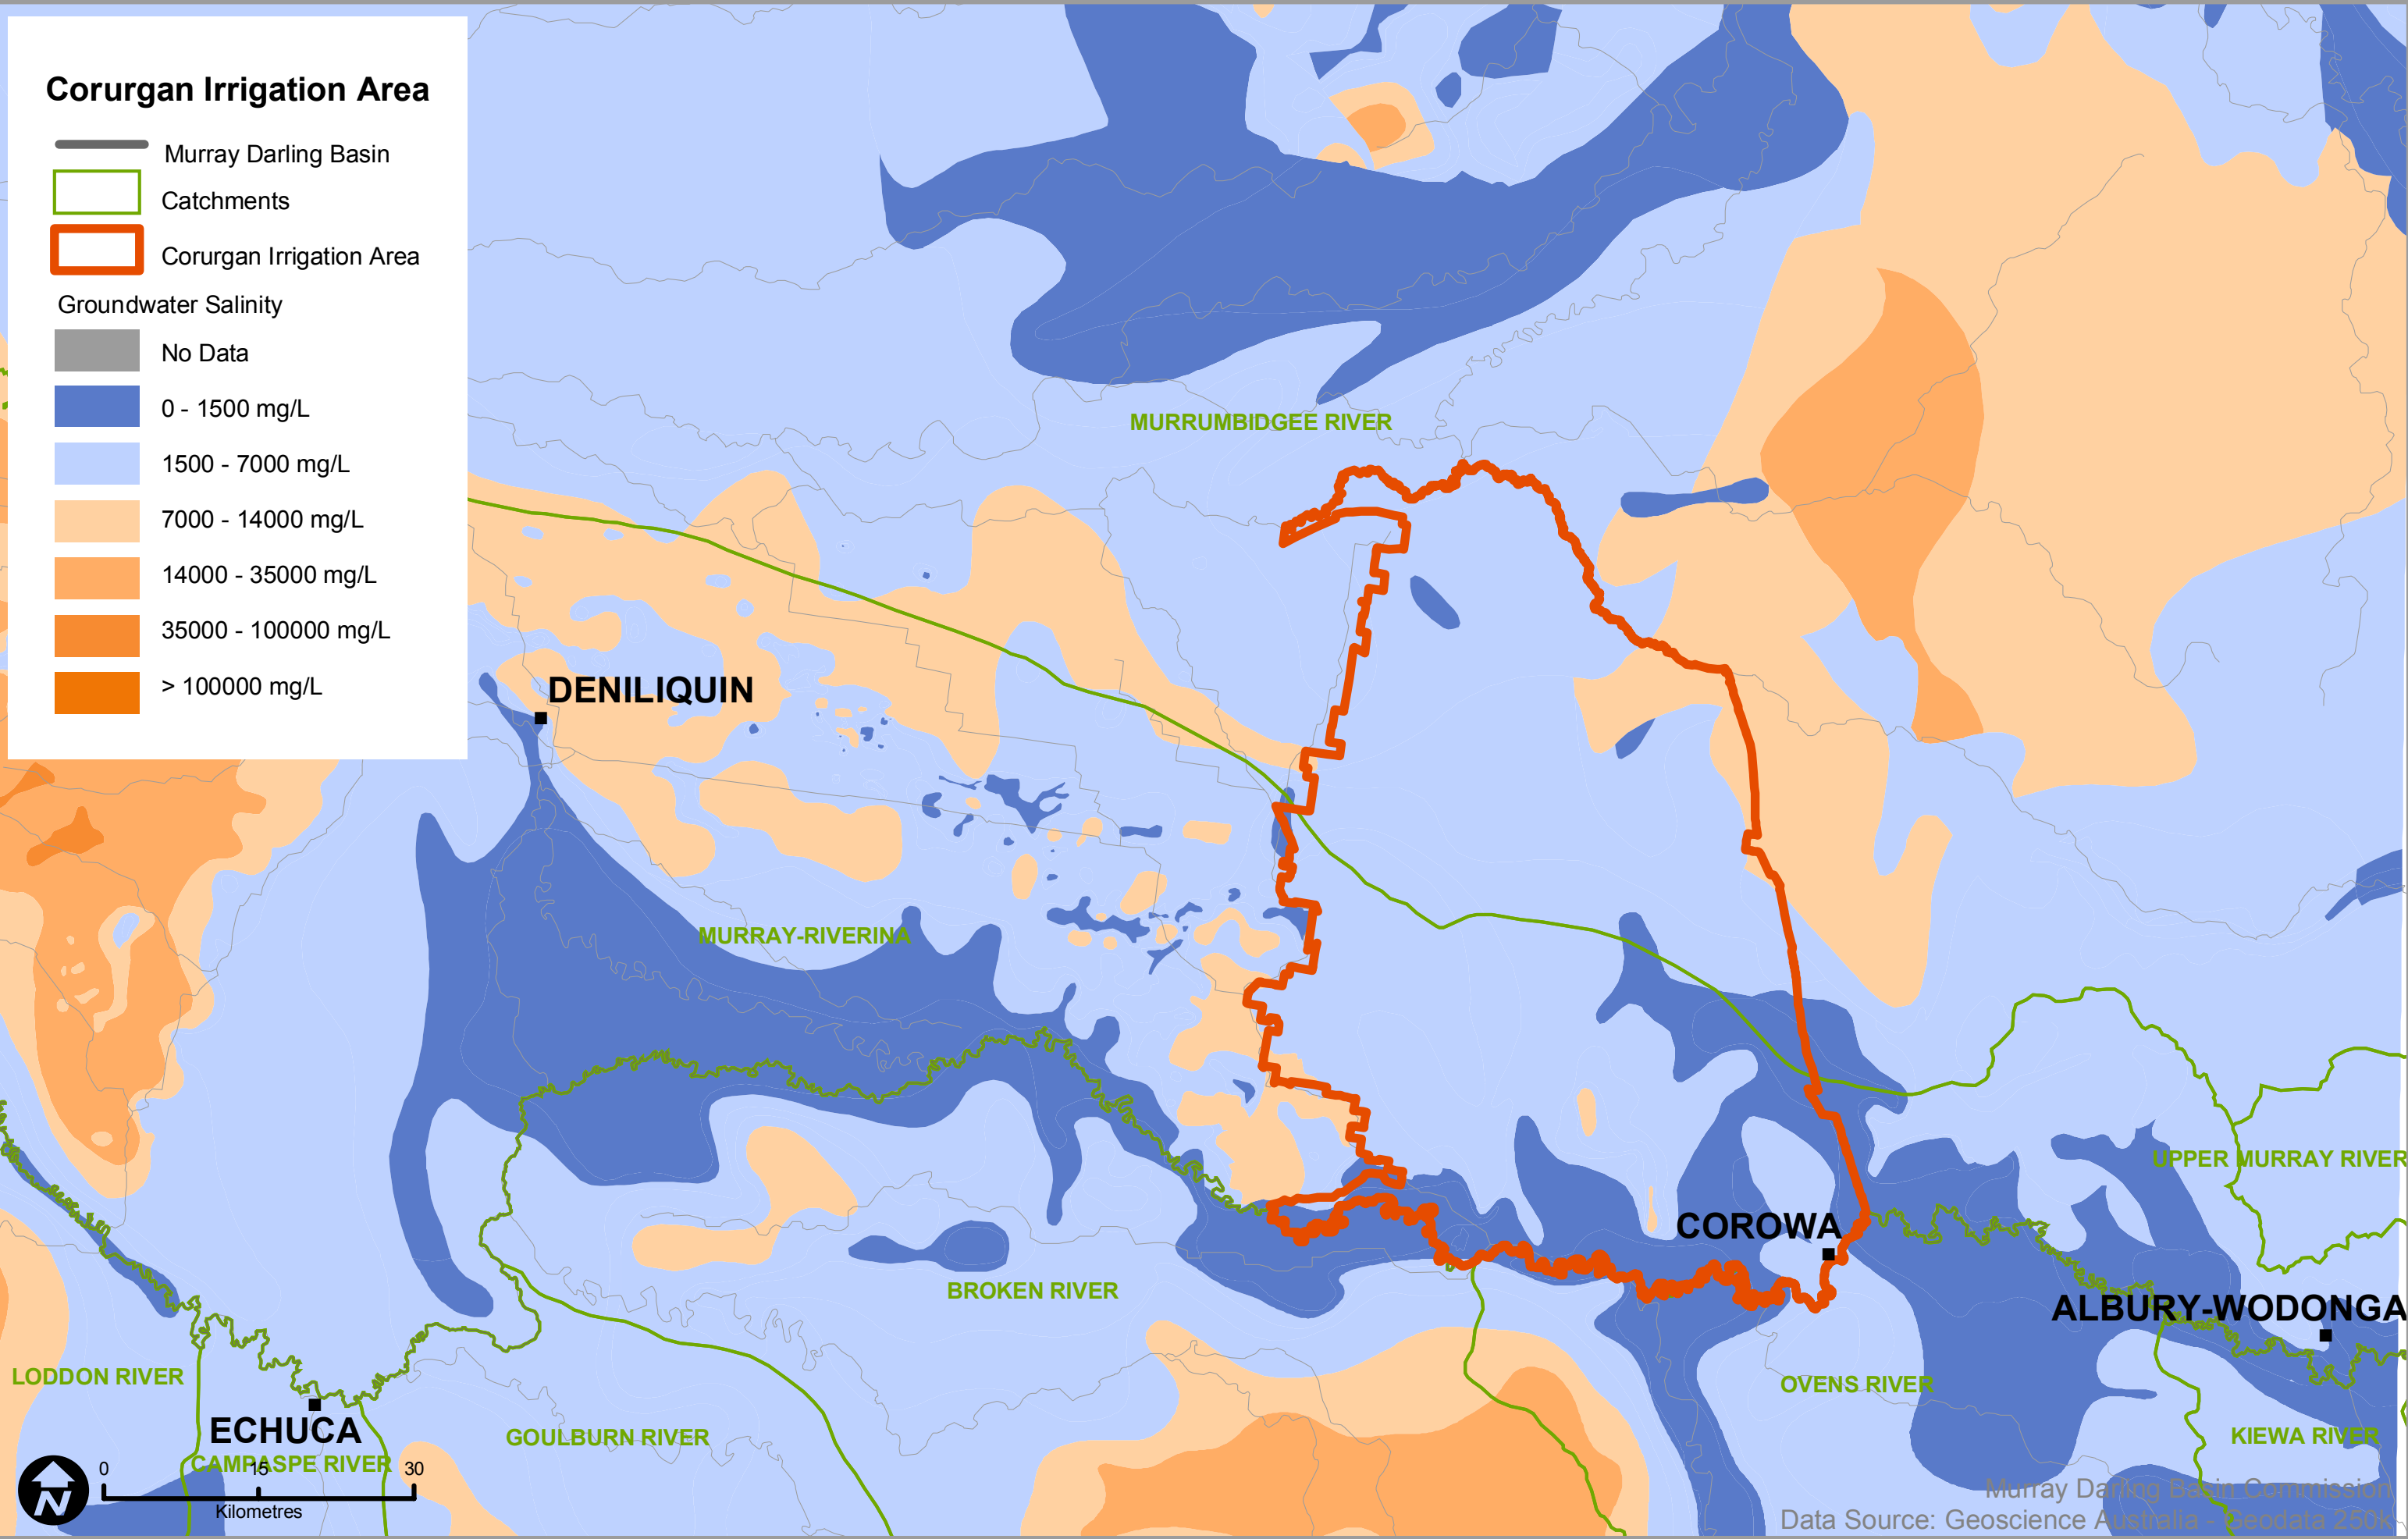 Corurgan Irrigation Area
Murray Darling Basin
Catchments
Corurgan Irrigation Area
Groundwater Salinity
No Data
0 - 1500 mg/L
1500 - 7000 mg/L
7000 - 14000 mg/L
14000 - 35000 mg/L
35000 - 100000 mg/L
> 100000 mg/L
MURRUMBIDGEE RIVER
DENILIQUIN
MURRAY-RIVERINA
UPPER MURRAY RIVER
COROWA
BROKEN RIVER
ALBURY-WODONGA
LODDON RIVER
OVENS RIVER
ECHUCA
GOULBURN RIVER
KIEWA RIVER
CAMPASPE RIVER
0 15 30
Kilometres
N
Murray Darling Basin Commission
Data Source: Geoscience Australia - Geodata 250k